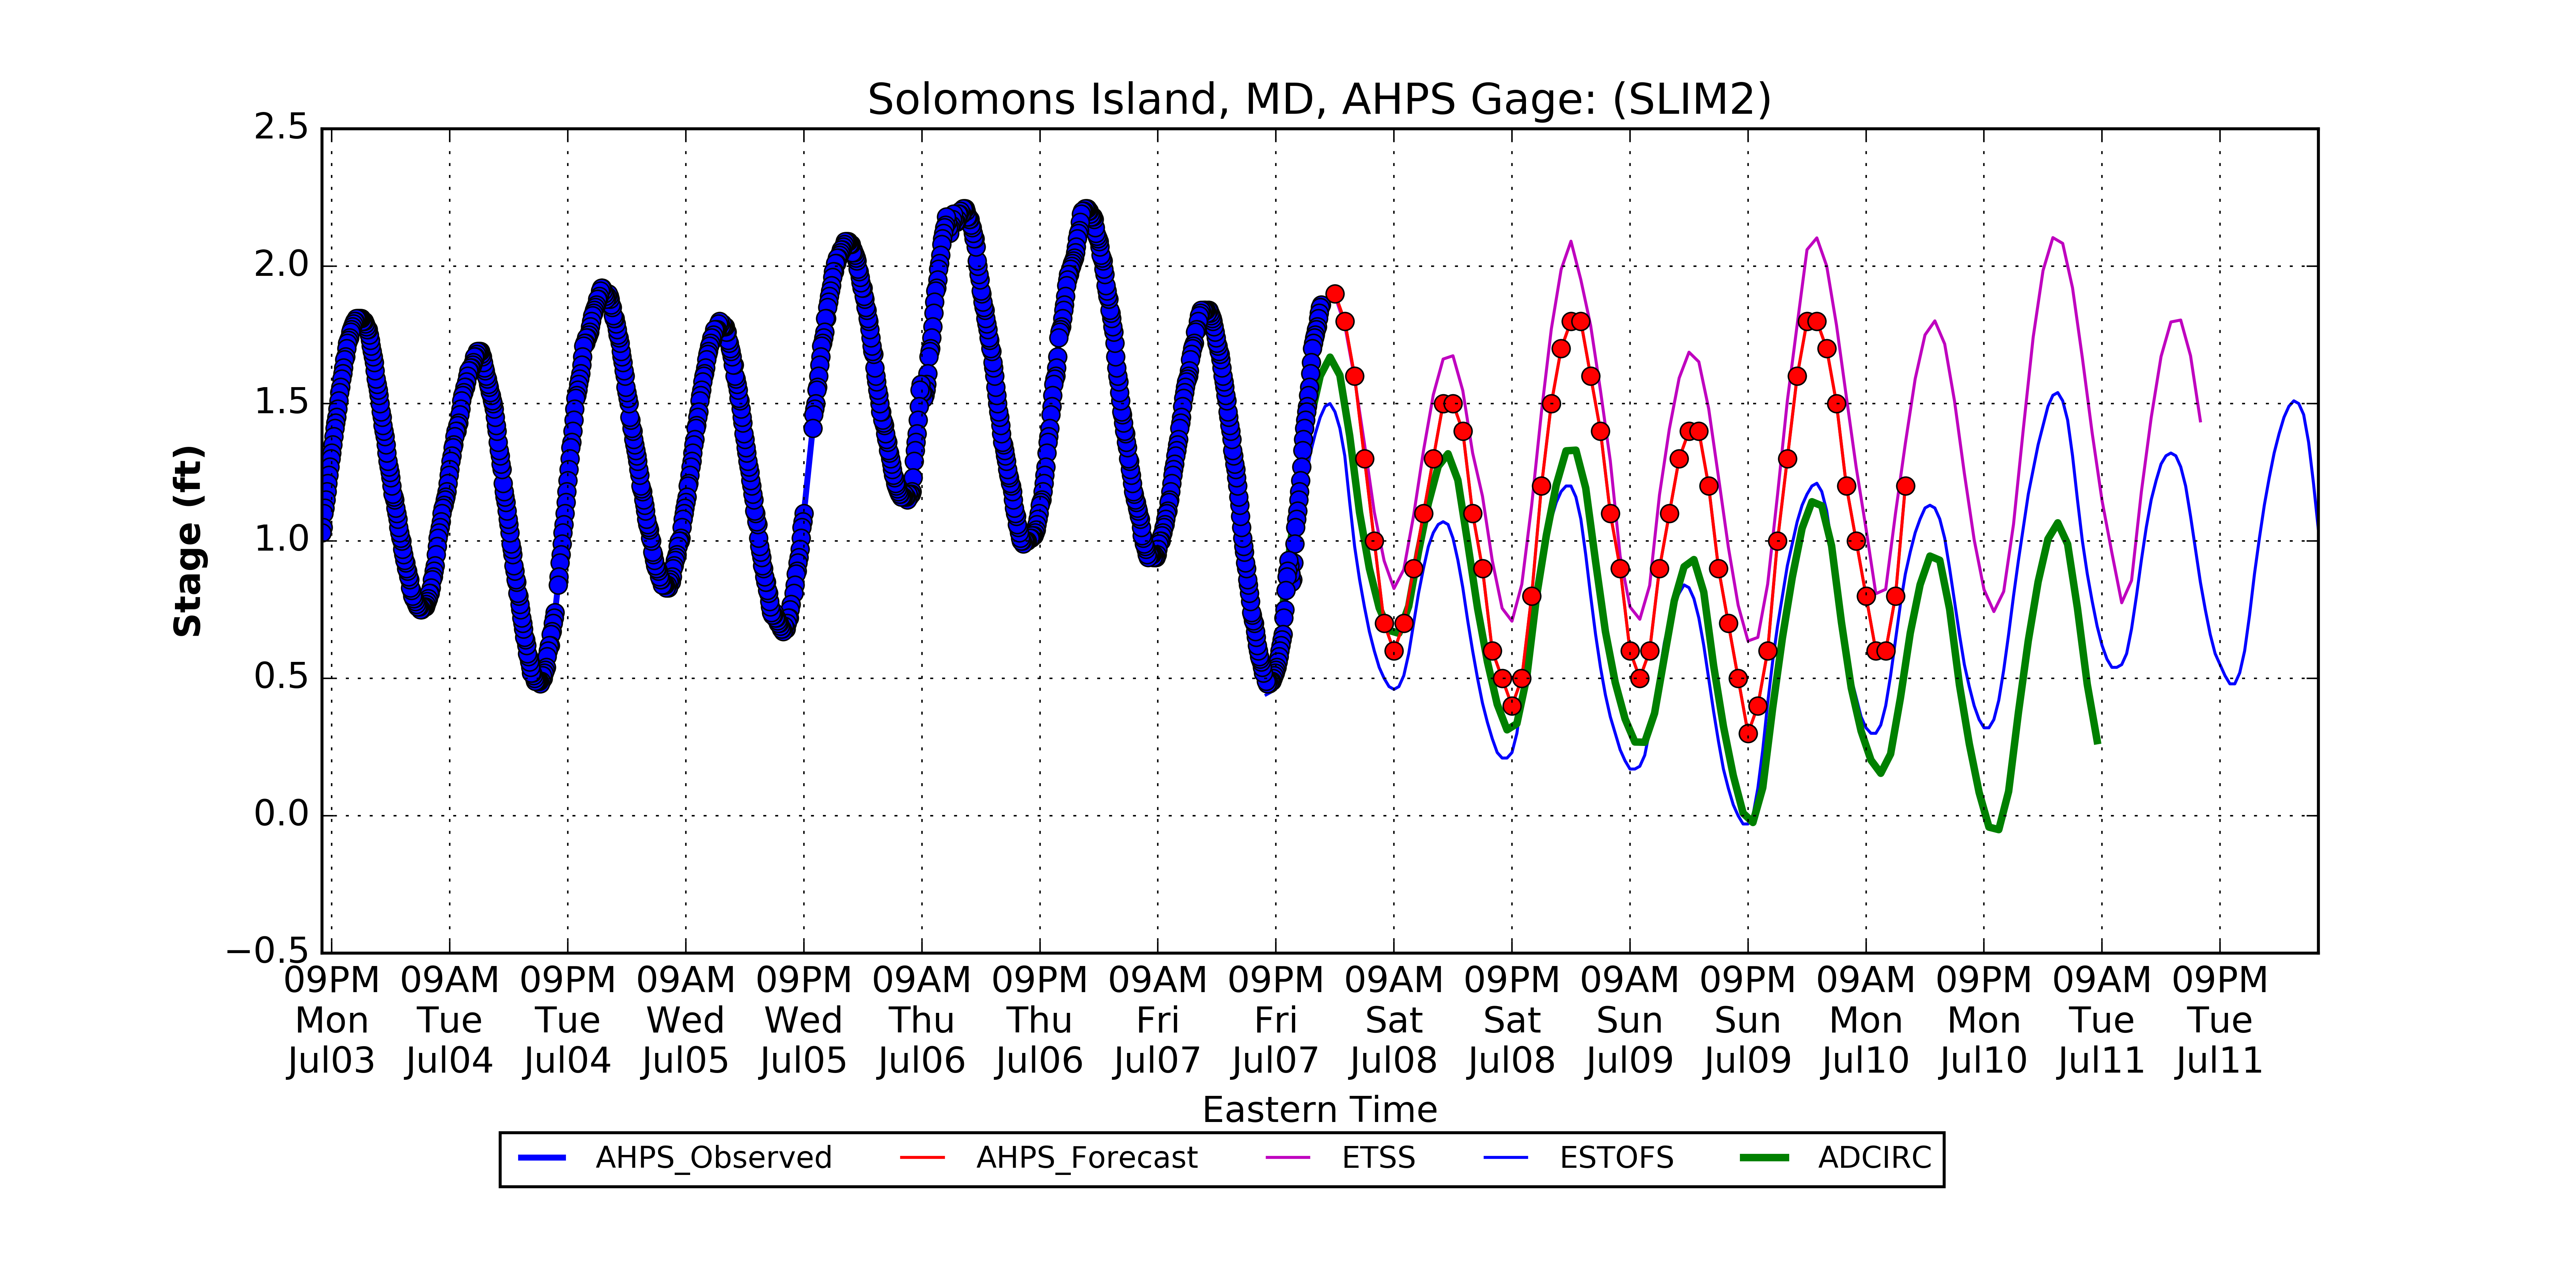 Solomons Island, MD, AHPS Gage: (SLIM2)
2.5
2.0
1.5
1.0
0.5
0.0
−0.5
Stage (ft)
09PM 09AM 09PM 09AM 09PM 09AM 09PM 09AM 09PM 09AM 09PM 09AM 09PM 09AM 09PM 09AM 09PM
Mon Tue Tue Wed Wed Thu Thu Fri Fri Sat Sat Sun Sun Mon Mon Tue Tue
Jul03 Jul04 Jul04 Jul05 Jul05 Jul06 Jul06 Jul07 Jul07 Jul08 Jul08 Jul09 Jul09 Jul10 Jul10 Jul11 Jul11
Eastern Time
AHPS_Observed AHPS_Forecast ETSS ESTOFS ADCIRC